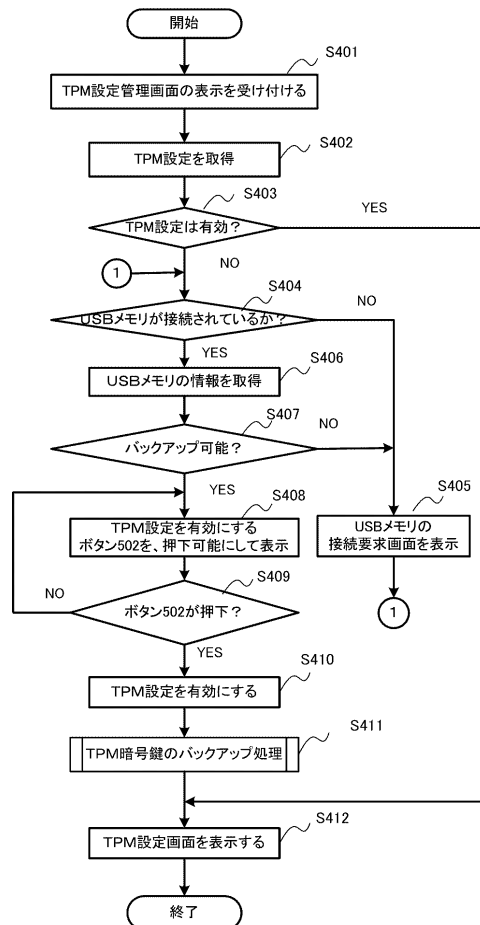 開始
S401
TPM設定管理画面の表示を受け付ける
S402
TPM設定を取得
S403
YES
TPM設定は有効？
NO
1
S404
NO
USBメモリが接続されているか？
YES
S406
USBメモリの情報を取得
S407
NO
バックアップ可能？
YES
S408
S405
TPM設定を有効にする
ボタン502を、押下可能にして表示
USBメモリの
接続要求画面を表示
S409
NO
ボタン502が押下？
1
YES
S410
TPM設定を有効にする
S411
TPM暗号鍵のバックアップ処理
S412
TPM設定画面を表示する
終了